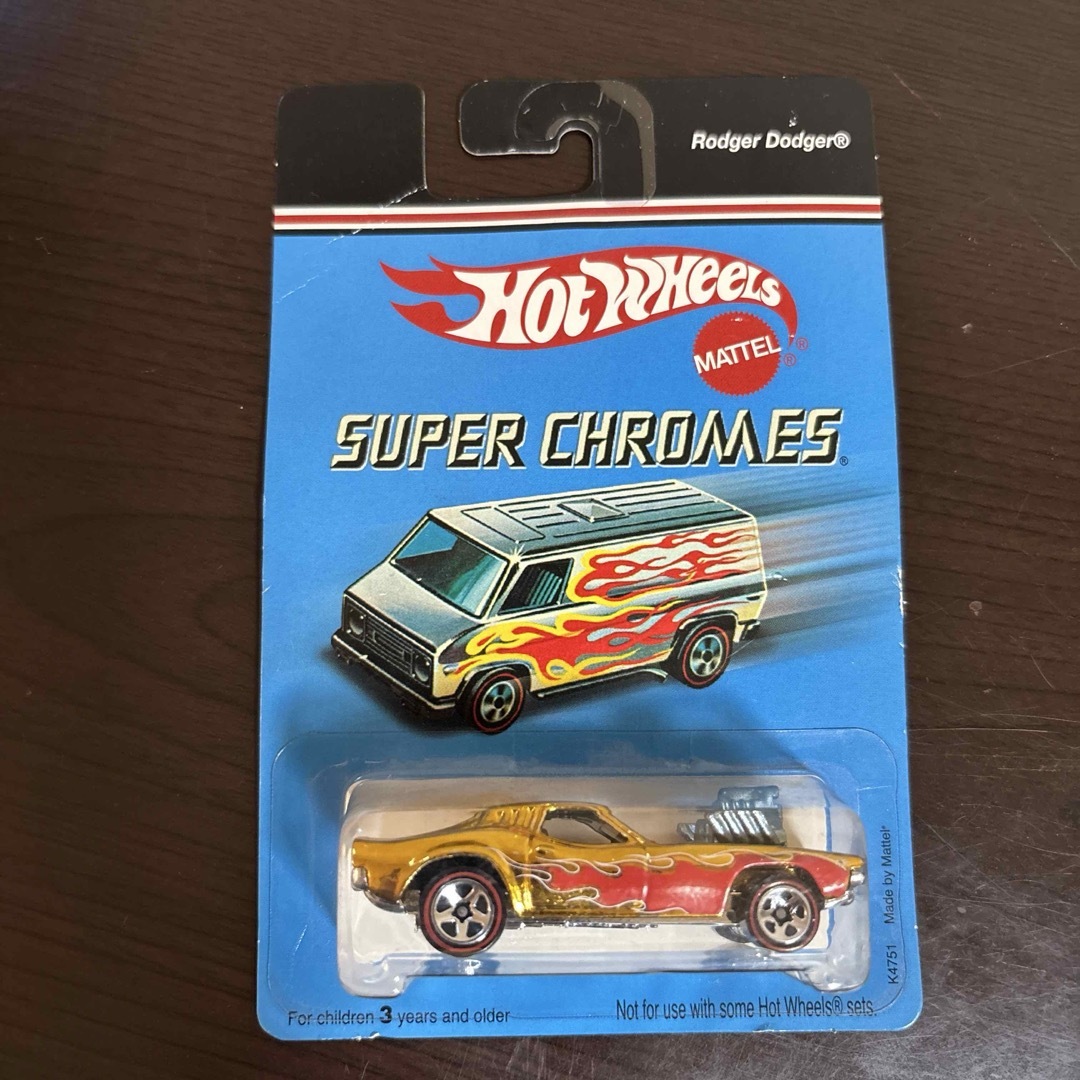 Rodger Dodger®
Hot Wheels®
MATTEL®
SUPER CHROMES®
K4751 Made by Mattel®
For children 3 years and older
Not for use with some Hot Wheels® sets.